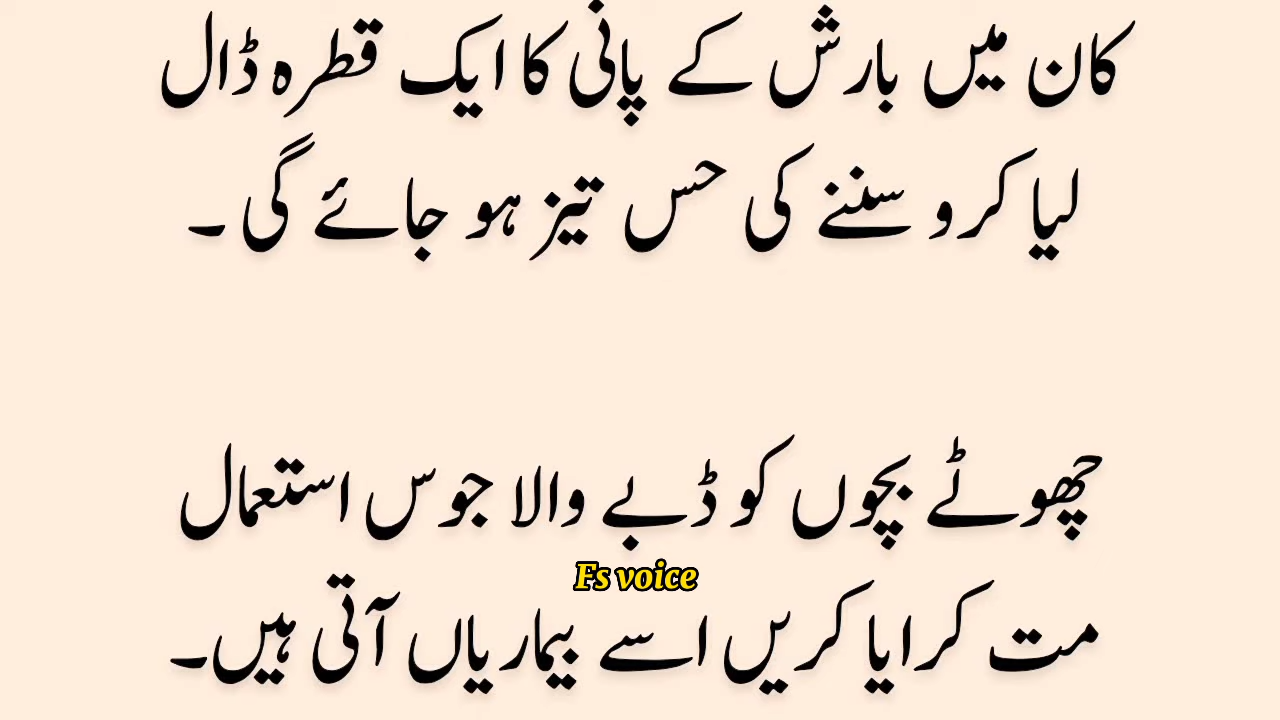 کان میں بارش کے پانی کا ایک قطرہ ڈال
لیا کرو سننے کی حس تیز ہو جائے گی ۔
چھوٹے بچوں کو ڈبے والا جوس استعمال
Fs voice
مت کرایا کریں اسے بیماریاں آتی ہیں۔